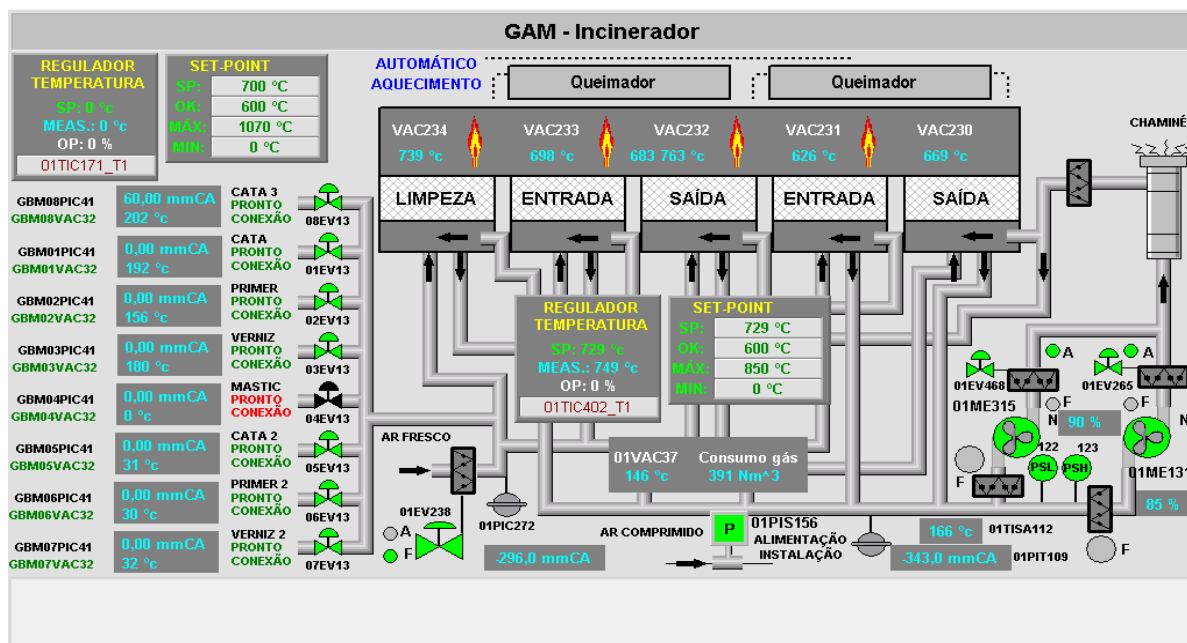 GAM - Incinerador
REGULADOR
TEMPERATURA
SP: 0 °c
MEAS.: 0 °c
OP: 0 %
01TIC171_T1
SET-POINT
SP: 700 °C
OK: 600 °C
MÁX: 1070 °C
MIN: 0 °C
AUTOMÁTICO
AQUECIMENTO
Queimador
Queimador
VAC234
739 °c
VAC233
698 °c
VAC232
683 763 °c
VAC231
626 °c
VAC230
669 °c
CHAMINÉ
LIMPEZA
ENTRADA
SAÍDA
ENTRADA
SAÍDA
GBM08PIC41 60,00 mmCA CATA 3
PRONTO
GBM08VAC32 202 °c CONEXÃO 08EV13
GBM01PIC41 0,00 mmCA CATA
PRONTO
GBM01VAC32 192 °c CONEXÃO 01EV13
GBM02PIC41 0,00 mmCA PRIMER
PRONTO
GBM02VAC32 156 °c CONEXÃO 02EV13
GBM03PIC41 0,00 mmCA VERNIZ
PRONTO
GBM03VAC32 180 °c CONEXÃO 03EV13
GBM04PIC41 0,00 mmCA MASTIC
PRONTO
GBM04VAC32 0 °c CONEXÃO 04EV13
GBM05PIC41 0,00 mmCA CATA 2
PRONTO
GBM05VAC32 31 °c CONEXÃO 05EV13
GBM06PIC41 0,00 mmCA PRIMER 2
PRONTO
GBM06VAC32 30 °c CONEXÃO 06EV13
GBM07PIC41 0,00 mmCA VERNIZ 2
PRONTO
GBM07VAC32 32 °c CONEXÃO 07EV13
REGULADOR
TEMPERATURA
SP: 729 °c
MEAS.: 749 °c
OP: 0 %
01TIC402_T1
SET-POINT
SP: 729 °C
OK: 600 °C
MÁX: 850 °C
MIN: 0 °C
A
A
01EV468
01EV265
F
N
F
N
01ME315
90 %
122
123
PSL
PSH
01ME131
F
85 %
AR FRESCO
01VAC37 Consumo gás
146 °c 391 Nm^3
01EV238
A
F
01PIC272
-296,0 mmCA
AR COMPRIMIDO
P
01PIS156
ALIMENTAÇÃO
INSTALAÇÃO
166 °c 01TISA112
-343,0 mmCA 01PIT109
F